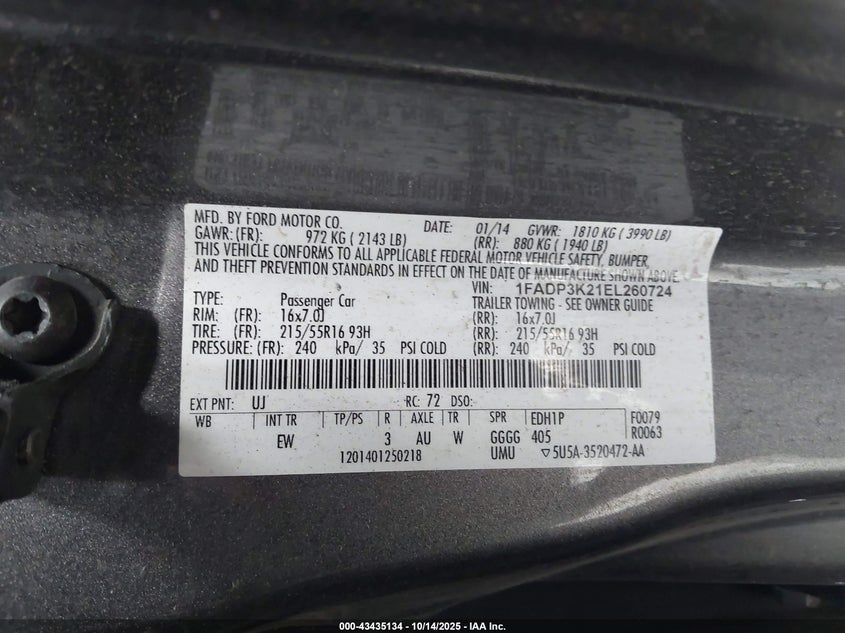 MFD. BY FORD MOTOR CO. DATE: 01/14 GVWR: 1810 KG ( 3990 LB)
GAWR: (FR): 972 KG ( 2143 LB) (RR): 880 KG ( 1940 LB)
THIS VEHICLE CONFORMS TO ALL APPLICABLE FEDERAL MOTOR VEHICLE SAFETY, BUMPER,
AND THEFT PREVENTION STANDARDS IN EFFECT ON THE DATE OF MANUFACTURE SHOWN ABOVE.
VIN: 1FADP3K21EL260724
TYPE: Passenger Car TRAILER TOWING - SEE OWNER GUIDE
RIM: (FR): 16x7.0J (RR): 16x7.0J
TIRE: (FR): 215/55R16 93H (RR): 215/55R16 93H
PRESSURE: (FR): 240 kPa/ 35 PSI COLD (RR): 240 kPa/ 35 PSI COLD
EXT PNT: UJ RC: 72 DSO:
WB INT TR TP/PS R AXLE TR SPR EDH1P F0079
EW 3 AU W GGGG 405 R0063
1201401250218 UMU ▽5U5A-3520472-AA
000-43435134 - 10/14/2025 - IAA Inc.